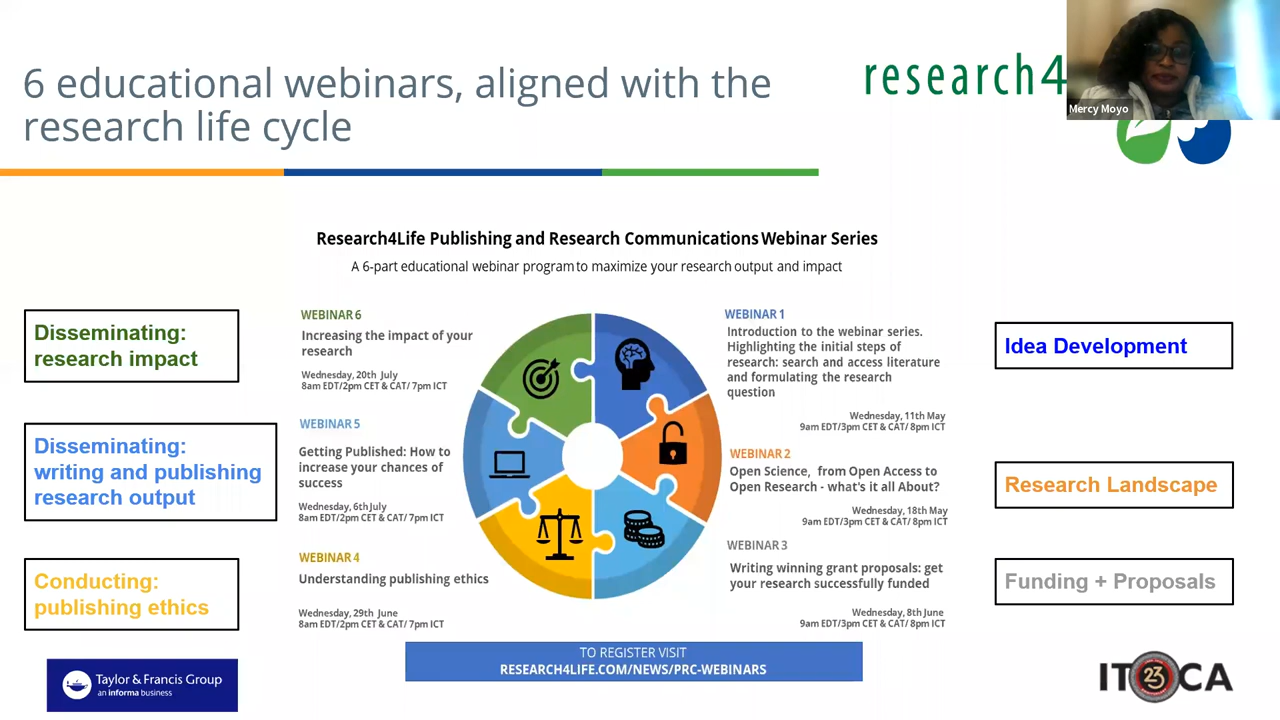 6 educational webinars, aligned with the
research life cycle
research4
Mercy Moyo
Research4Life Publishing and Research Communications Webinar Series
A 6-part educational webinar program to maximize your research output and impact
Disseminating:
research impact
Disseminating:
writing and publishing
research output
Conducting:
publishing ethics
WEBINAR 6
Increasing the impact of your
research
Wednesday, 20th July
8am EDT/2pm CET & CAT/ 7pm ICT
WEBINAR 5
Getting Published: How to
increase your chances of
success
Wednesday, 6th July
8am EDT/2pm CET & CAT/ 7pm ICT
WEBINAR 4
Understanding publishing ethics
Wednesday, 29th June
8am EDT/2pm CET & CAT/ 7pm ICT
WEBINAR 1
Introduction to the webinar series.
Highlighting the initial steps of
research: search and access literature
and formulating the research
question
Wednesday, 11th May
9am EDT/3pm CET & CAT/ 8pm ICT
WEBINAR 2
Open Science, from Open Access to
Open Research - what's it all About?
Wednesday, 18th May
9am EDT/3pm CET & CAT/ 8pm ICT
WEBINAR 3
Writing winning grant proposals: get
your research successfully funded
Wednesday, 8th June
9am EDT/3pm CET & CAT/ 8pm ICT
Idea Development
Research Landscape
Funding + Proposals
TO REGISTER VISIT
RESEARCH4LIFE.COM/NEWS/PRC-WEBINARS
Taylor & Francis Group
an informa business
ITOCA
23